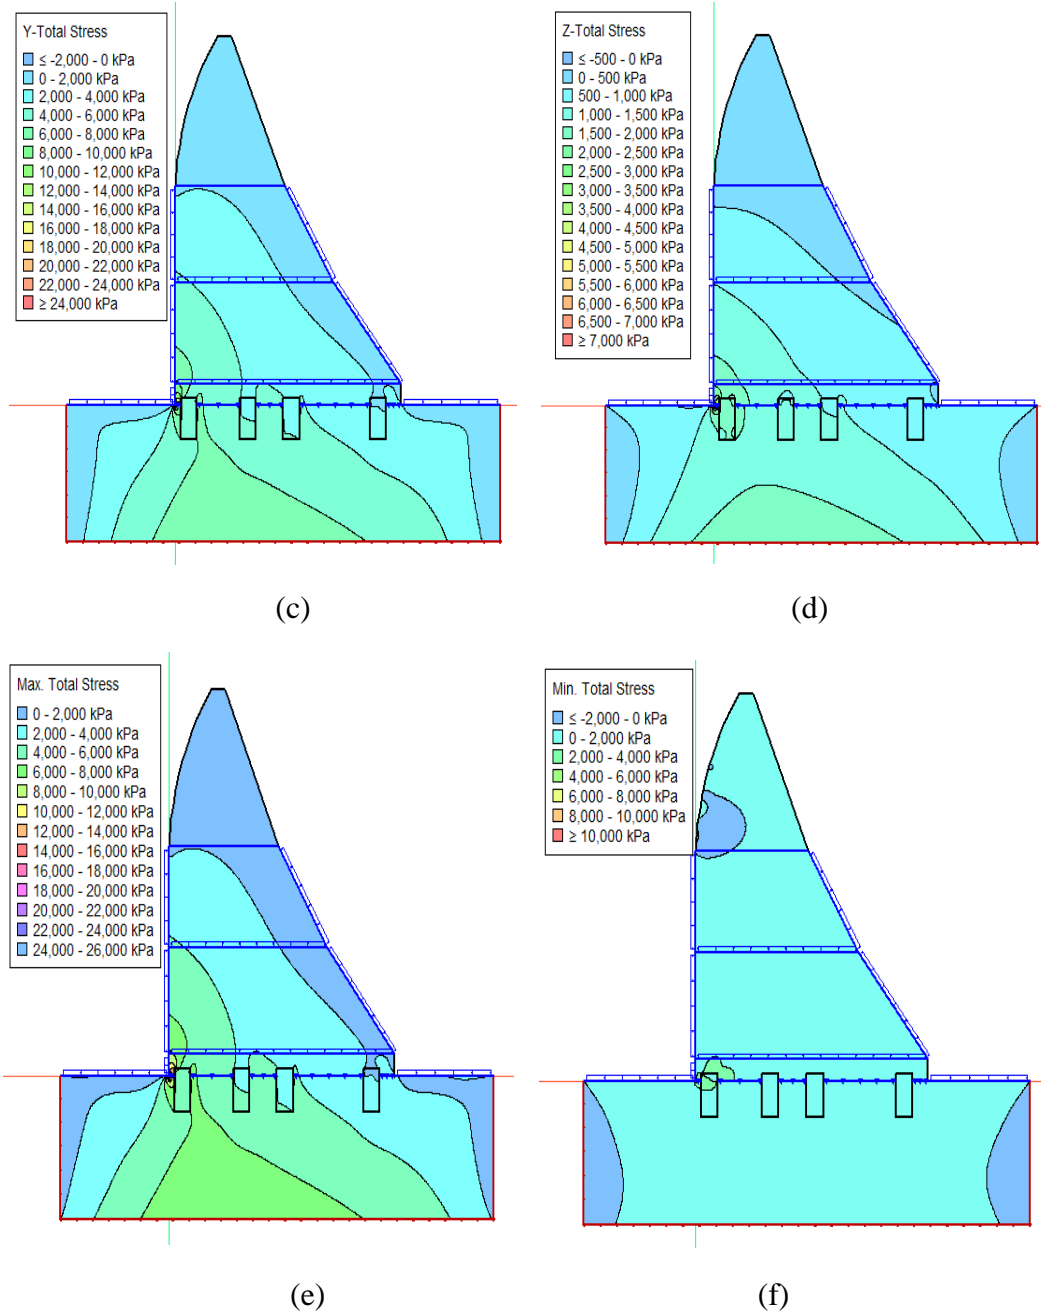 Y-Total Stress
≤ -2,000 - 0 kPa
0 - 2,000 kPa
2,000 - 4,000 kPa
4,000 - 6,000 kPa
6,000 - 8,000 kPa
8,000 - 10,000 kPa
10,000 - 12,000 kPa
12,000 - 14,000 kPa
14,000 - 16,000 kPa
16,000 - 18,000 kPa
18,000 - 20,000 kPa
20,000 - 22,000 kPa
22,000 - 24,000 kPa
≥ 24,000 kPa
(c)
Z-Total Stress
≤ -500 - 0 kPa
0 - 500 kPa
500 - 1,000 kPa
1,000 - 1,500 kPa
1,500 - 2,000 kPa
2,000 - 2,500 kPa
2,500 - 3,000 kPa
3,000 - 3,500 kPa
3,500 - 4,000 kPa
4,000 - 4,500 kPa
4,500 - 5,000 kPa
5,000 - 5,500 kPa
5,500 - 6,000 kPa
6,000 - 6,500 kPa
6,500 - 7,000 kPa
≥ 7,000 kPa
(d)
Max. Total Stress
0 - 2,000 kPa
2,000 - 4,000 kPa
4,000 - 6,000 kPa
6,000 - 8,000 kPa
8,000 - 10,000 kPa
10,000 - 12,000 kPa
12,000 - 14,000 kPa
14,000 - 16,000 kPa
16,000 - 18,000 kPa
18,000 - 20,000 kPa
20,000 - 22,000 kPa
22,000 - 24,000 kPa
24,000 - 26,000 kPa
(e)
Min. Total Stress
≤ -2,000 - 0 kPa
0 - 2,000 kPa
2,000 - 4,000 kPa
4,000 - 6,000 kPa
6,000 - 8,000 kPa
8,000 - 10,000 kPa
≥ 10,000 kPa
(f)